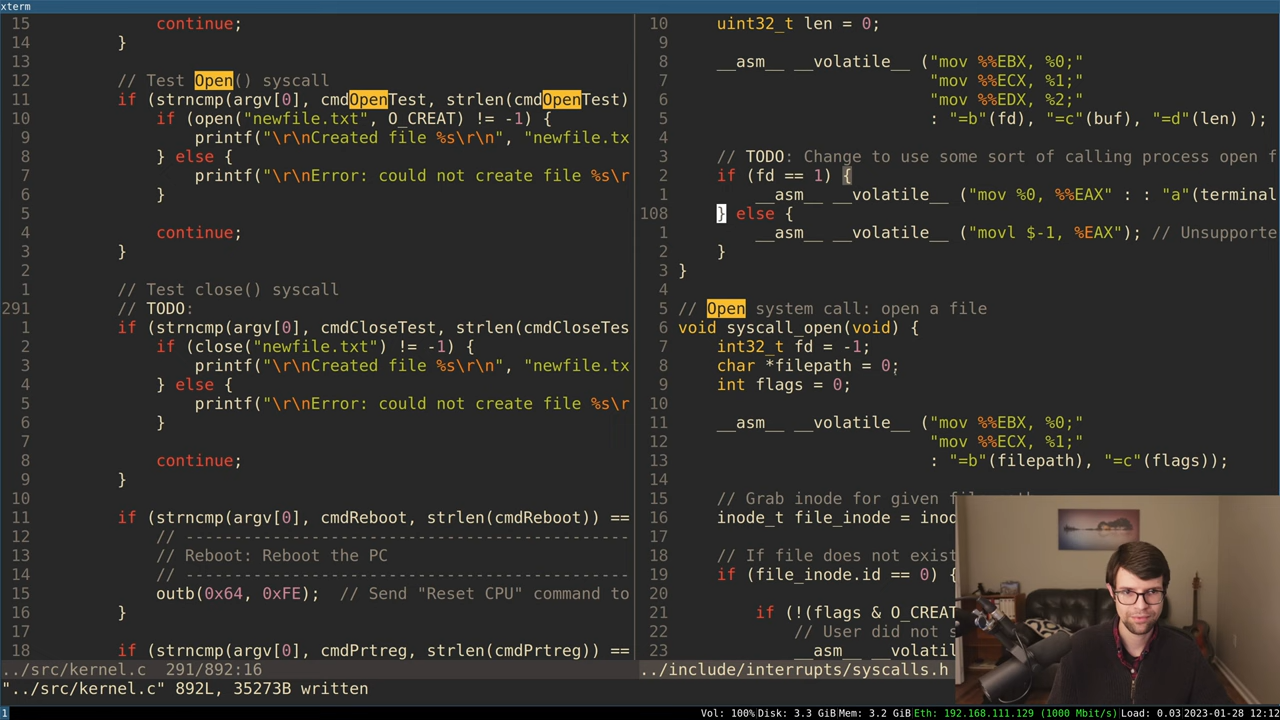 xterm
15             continue;
14         }
13
12         // Test Open() syscall
11         if (strncmp(argv[0], cmdOpenTest, strlen(cmdOpenTest)
10             if (open("newfile.txt", O_CREAT) != -1) {
9                 printf("\r\nCreated file %s\r\n", "newfile.tx
8             } else {
7                 printf("\r\nError: could not create file %s\r
6             }
5
4             continue;
3         }
2
1         // Test close() syscall
291         // TODO:
1         if (strncmp(argv[0], cmdCloseTest, strlen(cmdCloseTes
2             if (close("newfile.txt") != -1) {
3                 printf("\r\nCreated file %s\r\n", "newfile.tx
4             } else {
5                 printf("\r\nError: could not create file %s\r
6             }
7
8             continue;
9         }
10
11         if (strncmp(argv[0], cmdReboot, strlen(cmdReboot)) ==
12             // -------------------------------------------------
13             // Reboot: Reboot the PC
14             // -------------------------------------------------
15             outb(0x64, 0xFE);  // Send "Reset CPU" command to
16         }
17
18         if (strncmp(argv[0], cmdPrtreg, strlen(cmdPrtreg)) ==
../src/kernel.c  291/892:16
"../src/kernel.c" 892L, 35273B written
10     uint32_t len = 0;
9
8     __asm__ __volatile__ ("mov %%EBX, %0;"
7                           "mov %%ECX, %1;"
6                           "mov %%EDX, %2;"
5                           : "=b"(fd), "=c"(buf), "=d"(len) );
4
3     // TODO: Change to use some sort of calling process open f
2     if (fd == 1) {
1         __asm__ __volatile__ ("mov %0, %%EAX" : : "a"(terminal
108     } else {
1         __asm__ __volatile__ ("movl $-1, %EAX"); // Unsupporte
2     }
3 }
4
5 // Open system call: open a file
6 void syscall_open(void) {
7     int32_t fd = -1;
8     char *filepath = 0;
9     int flags = 0;
10
11     __asm__ __volatile__ ("mov %%EBX, %0;"
12                           "mov %%ECX, %1;"
13                           : "=b"(filepath), "=c"(flags));
15     // Grab inode for given
16     inode_t file_inode = inod
17
18     // If file does not exist
19     if (file_inode.id == 0) {
20
21         if (!(flags & O_CREAT
22             // User did not s
23             __asm__ __vol
../include/interrupts/syscalls.h
1
Vol: 100% Disk: 3.3 GiB Mem: 3.2 GiB Eth: 192.168.111.129 (1000 Mbit/s) Load: 0.03 2023-01-28 12:12